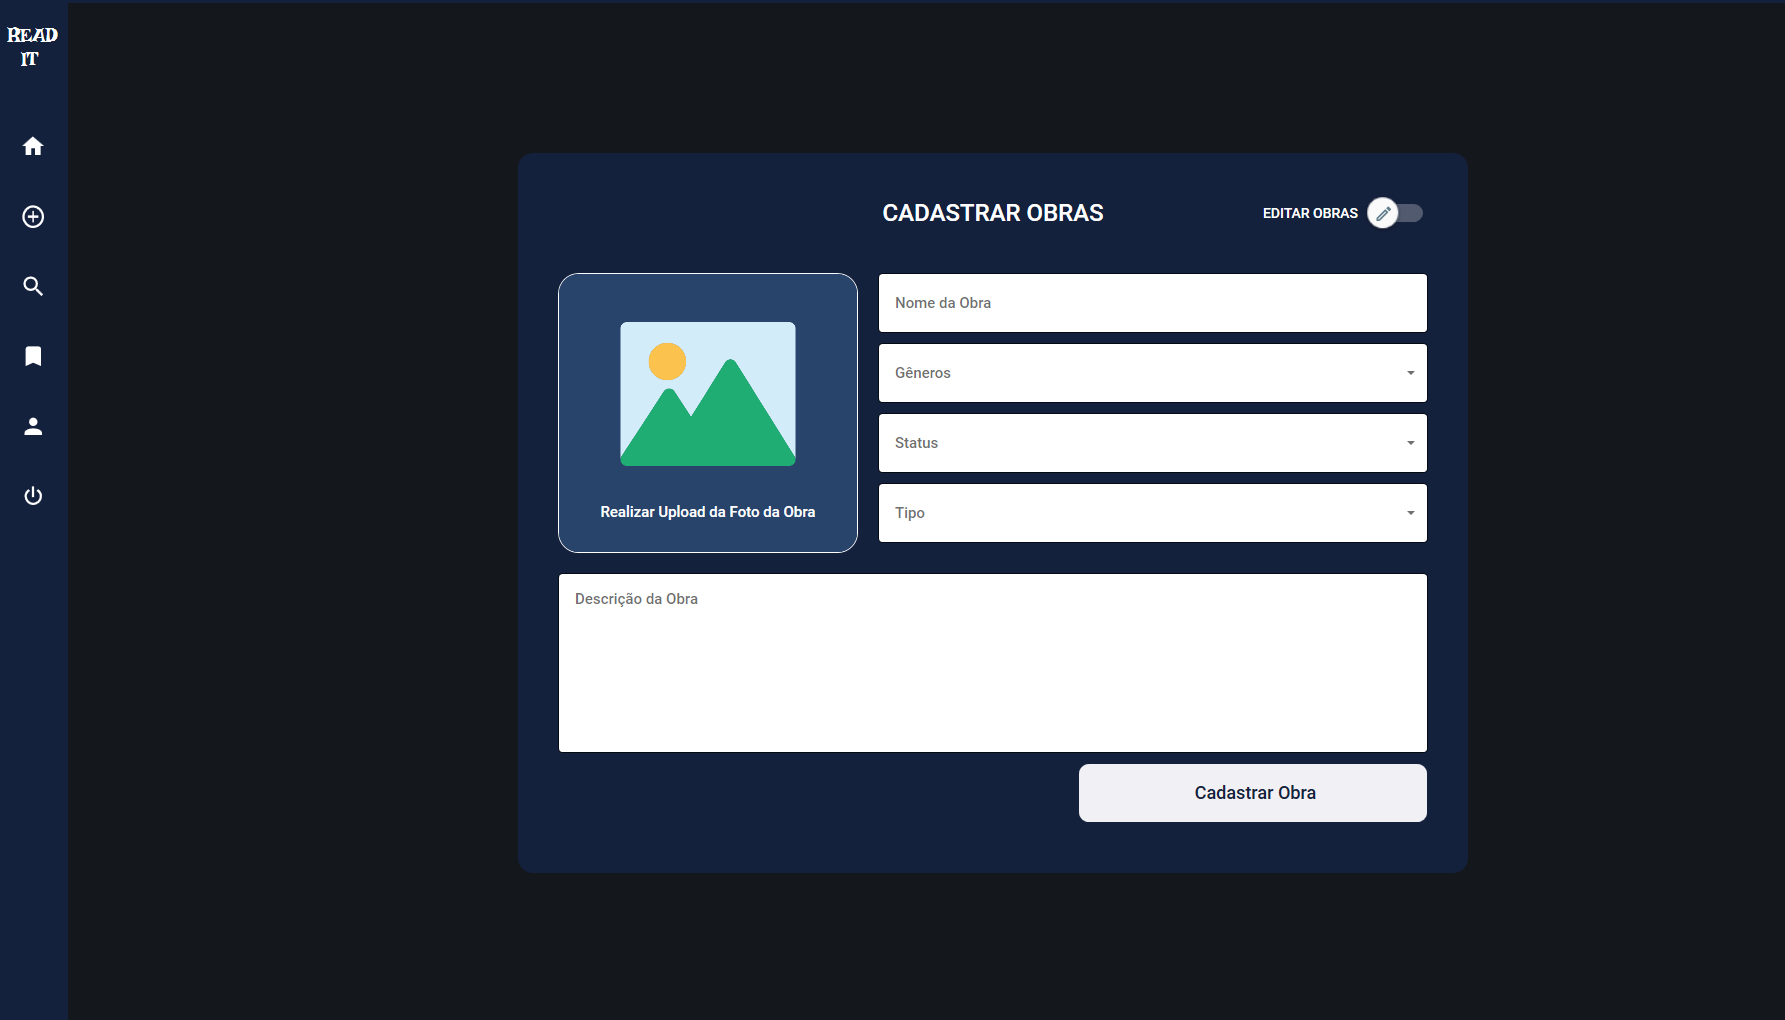 READ
IT
CADASTRAR OBRAS
EDITAR OBRAS
Nome da Obra
Gêneros
Status
Tipo
Realizar Upload da Foto da Obra
Descrição da Obra
Cadastrar Obra